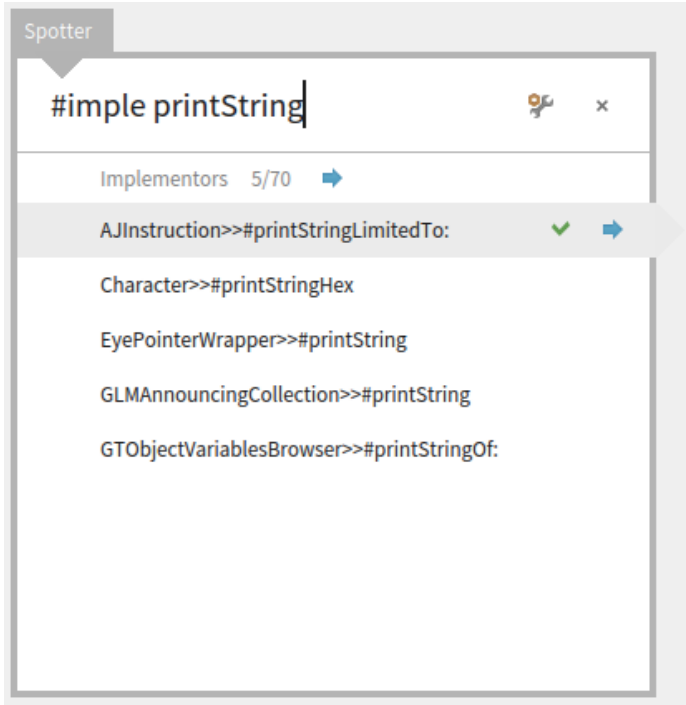 Spotter
#imple printString
Implementors 5/70
AJInstruction>>#printStringLimitedTo:
Character>>#printStringHex
EyePointerWrapper>>#printString
GLMAnnouncingCollection>>#printString
GTObjectVariablesBrowser>>#printStringOf: